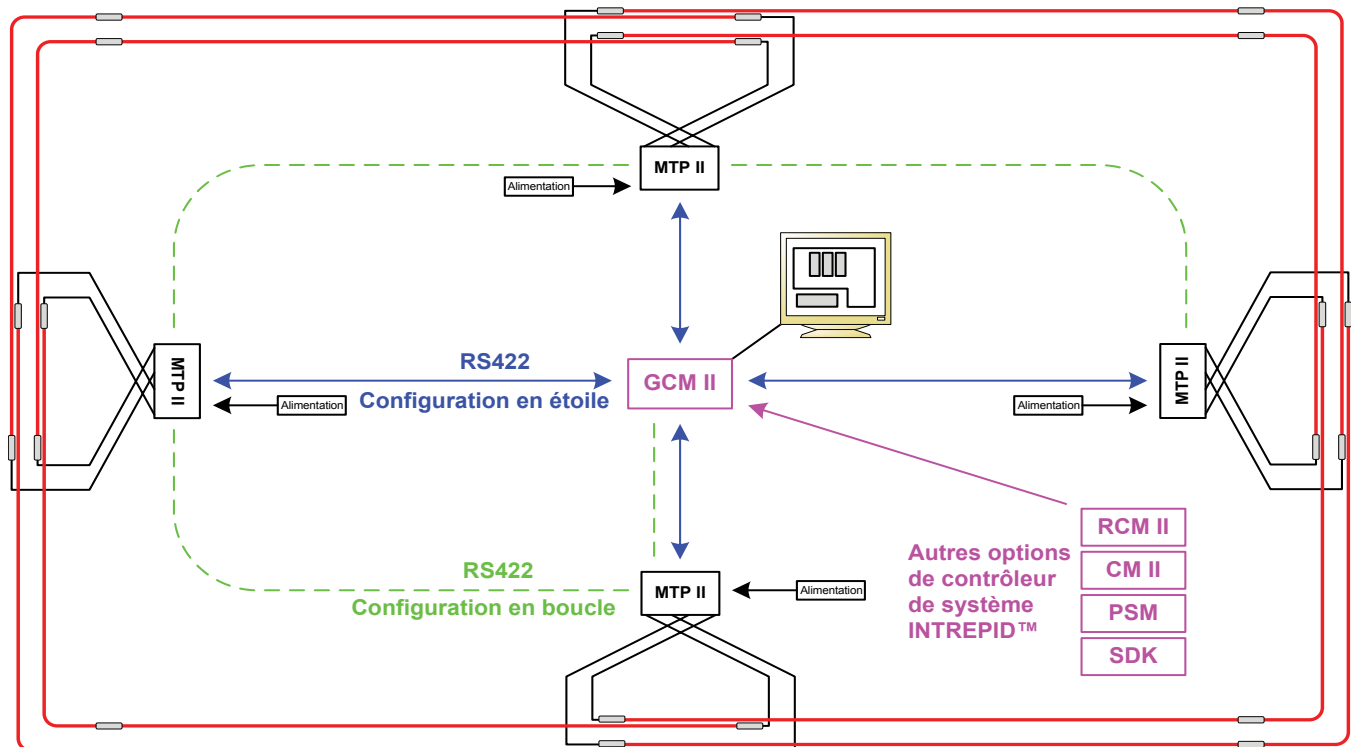 MTP II
Alimentation
MTP II
RS422
Configuration en étoile
Alimentation
GCM II
Alimentation
MTP II
RS422
Configuration en boucle
MTP II
Alimentation
Autres options
de contrôleur
de système
INTREPID™
RCM II
CM II
PSM
SDK